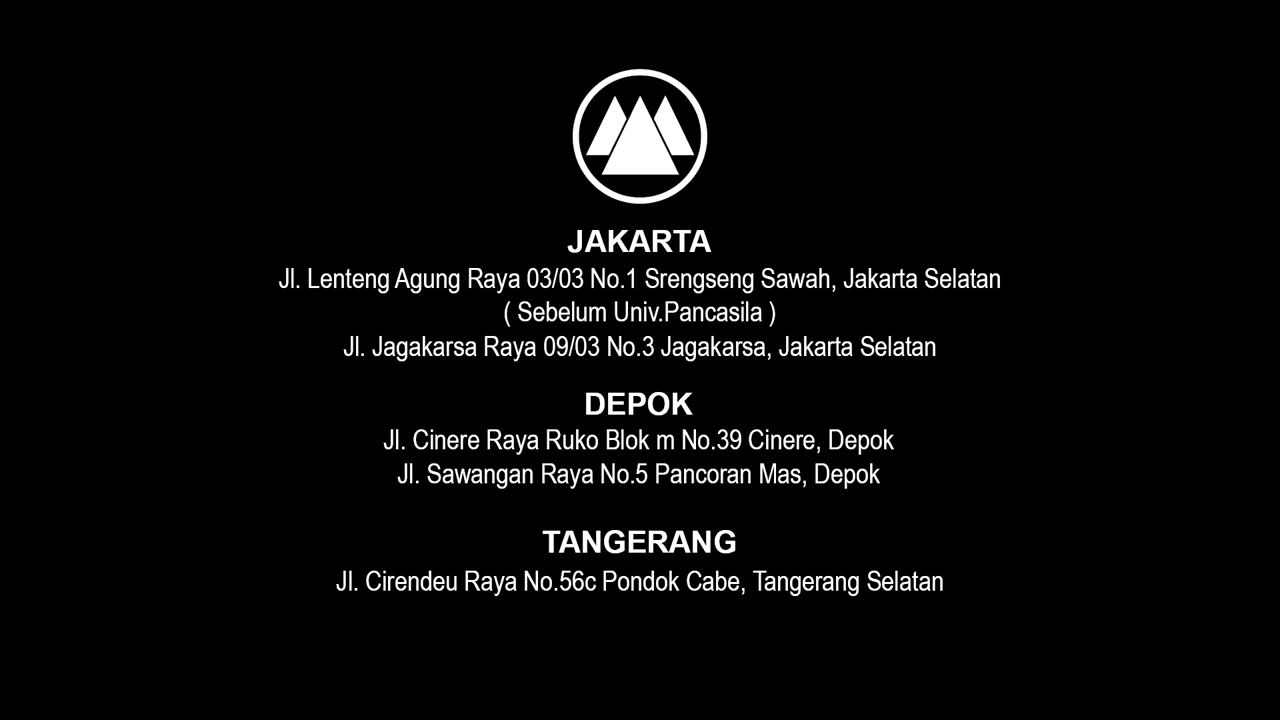 JAKARTA
Jl. Lenteng Agung Raya 03/03 No.1 Srengseng Sawah, Jakarta Selatan
( Sebelum Univ.Pancasila )
Jl. Jagakarsa Raya 09/03 No.3 Jagakarsa, Jakarta Selatan
DEPOK
Jl. Cinere Raya Ruko Blok m No.39 Cinere, Depok
Jl. Sawangan Raya No.5 Pancoran Mas, Depok
TANGERANG
Jl. Cirendeu Raya No.56c Pondok Cabe, Tangerang Selatan